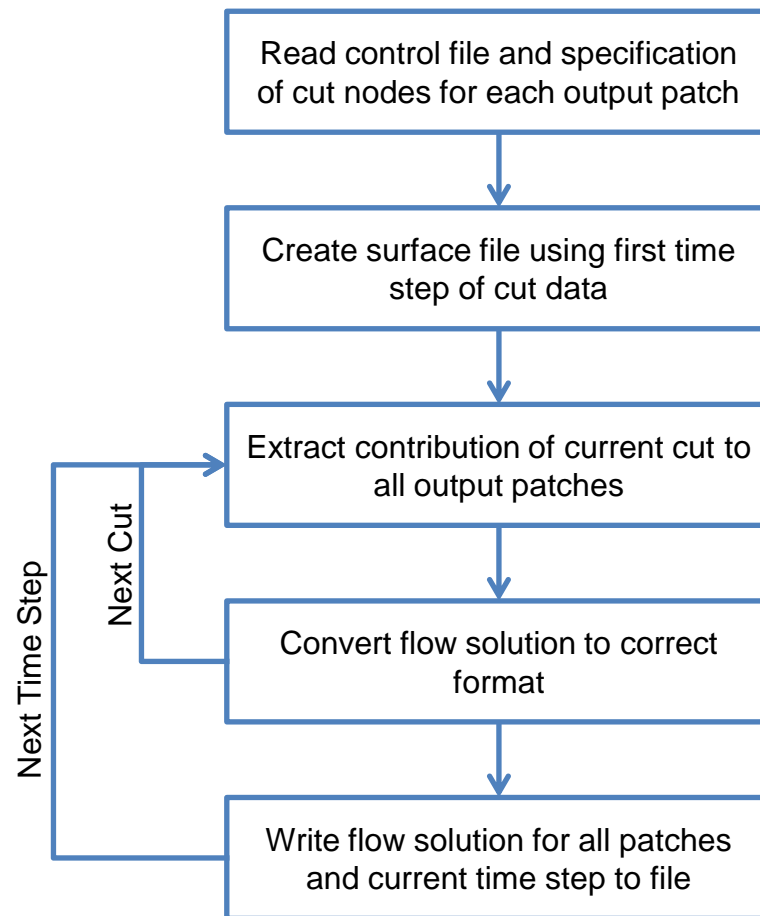 Read control file and specification
of cut nodes for each output patch
Create surface file using first time
step of cut data
Extract contribution of current cut to
all output patches
Next Cut
Next Time Step
Convert flow solution to correct
format
Write flow solution for all patches
and current time step to file